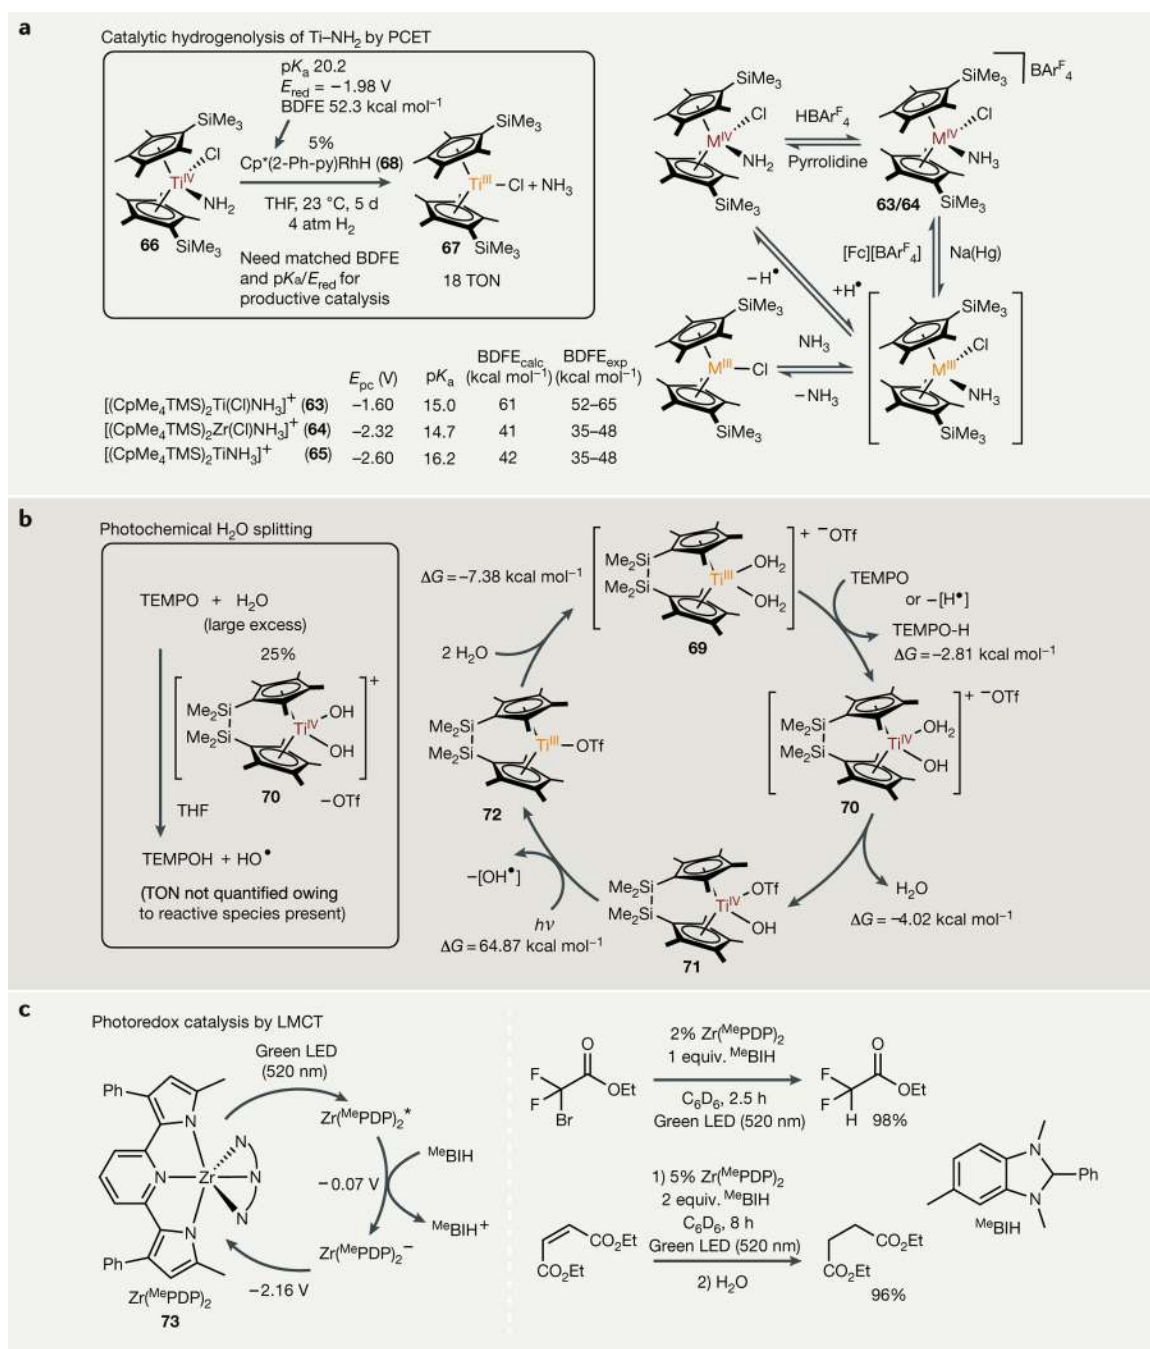 a
Catalytic hydrogenolysis of Ti–NH2 by PCET
pKa 20.2
Ered = −1.98 V
BDFE 52.3 kcal mol−1
SiMe3
Cl
TiIV
NH2
SiMe3
66
5%
Cp*(2-Ph-py)RhH (68)
THF, 23 °C, 5 d
4 atm H2
Need matched BDFE
and pKa/Ered for
productive catalysis
SiMe3
TiIII
Cl + NH3
SiMe3
67
18 TON
Epc (V)
pKa
BDFEcalc
(kcal mol−1)
BDFEexp
(kcal mol−1)
[(CpMe4TMS)2Ti(Cl)NH3]+ (63) −1.60 15.0 61 52–65
[(CpMe4TMS)2Zr(Cl)NH3]+ (64) −2.32 14.7 41 35–48
[(CpMe4TMS)2TiNH3]+ (65) −2.60 16.2 42 35–48
SiMe3
Cl
MIV
NH2
SiMe3
HBArF4
Pyrrolidine
SiMe3
BArF4
Cl
MIV
NH3
SiMe3
63/64
[Fc][BArF4]
Na(Hg)
−H•
+H•
SiMe3
MIII
Cl
SiMe3
NH3
−NH3
SiMe3
Cl
MIII
NH3
SiMe3
b
Photochemical H2O splitting
TEMPO + H2O
(large excess)
25%
Me2Si
Me2Si
TiIV
OH
OH
+
70
−OTf
THF
TEMPOH + HO•
(TON not quantified owing
to reactive species present)
ΔG = −7.38 kcal mol−1
2 H2O
Me2Si
Me2Si
TiIII
OH2
OH2
+ −OTf
69
TEMPO
or −[H•]
TEMPO-H
ΔG = −2.81 kcal mol−1
Me2Si
Me2Si
TiIV
OH2
OH
+ −OTf
70
H2O
ΔG = −4.02 kcal mol−1
Me2Si
Me2Si
TiIV
OTf
OH
71
−[OH•]
hν
ΔG = 64.87 kcal mol−1
Me2Si
Me2Si
TiIII
OTf
72
c
Photoredox catalysis by LMCT
Green LED
(520 nm)
Ph
N
N
Zr
N
N
N
N
Ph
Zr(MePDP)2
73
Zr(MePDP)2*
−0.07 V
MeBIH
MeBIH+
Zr(MePDP)2−
−2.16 V
O
F
F
Br
OEt
2% Zr(MePDP)2
1 equiv. MeBIH
C6D6, 2.5 h
Green LED (520 nm)
O
F
F
H
OEt
98%
CO2Et
CO2Et
1) 5% Zr(MePDP)2
2 equiv. MeBIH
C6D6, 8 h
Green LED (520 nm)
2) H2O
CO2Et
CO2Et
96%
N
N
Ph
MeBIH